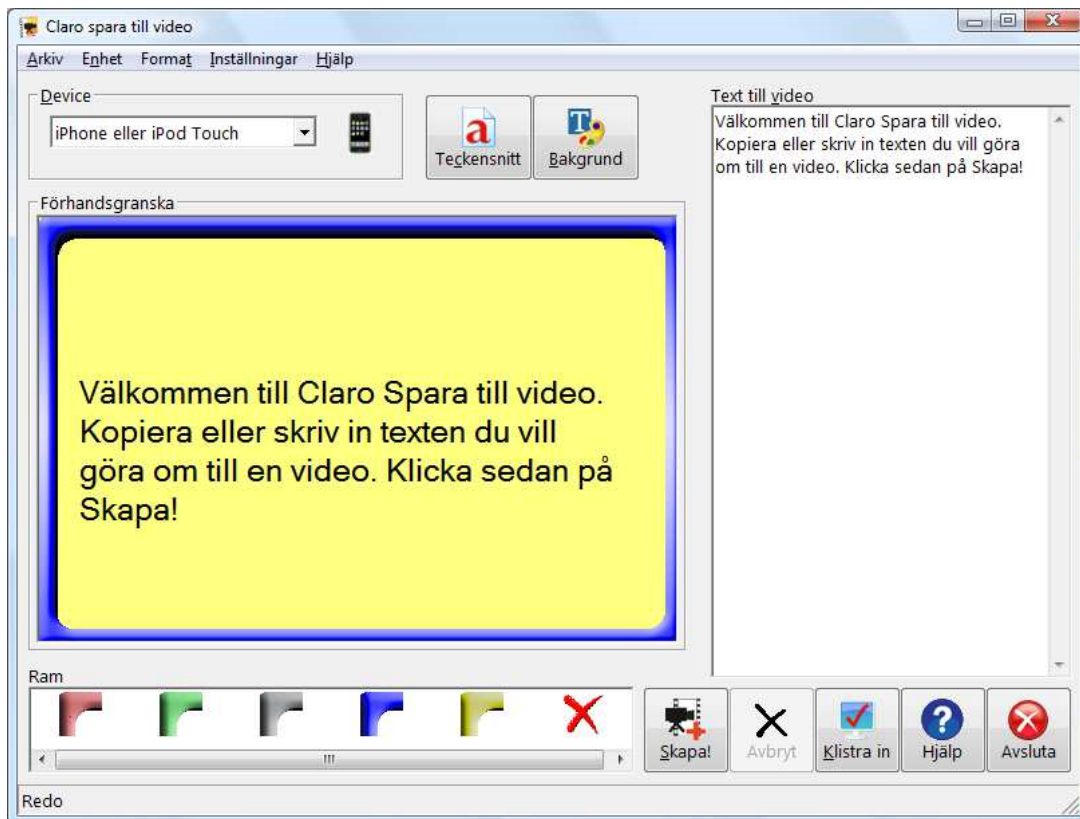 Claro spara till video
Arkiv Enhet Format Inställningar Hjälp
Device
iPhone eller iPod Touch
a
Teckensnitt
T
Bakgrund
Text till video
Välkommen till Claro Spara till video.
Kopiera eller skriv in texten du vill göra
om till en video. Klicka sedan på Skapa!
Förhandsgranska
Välkommen till Claro Spara till video.
Kopiera eller skriv in texten du vill
göra om till en video. Klicka sedan på
Skapa!
Ram
Skapa!
Avbryt
Klistra in
?
Hjälp
Avsluta
Redo